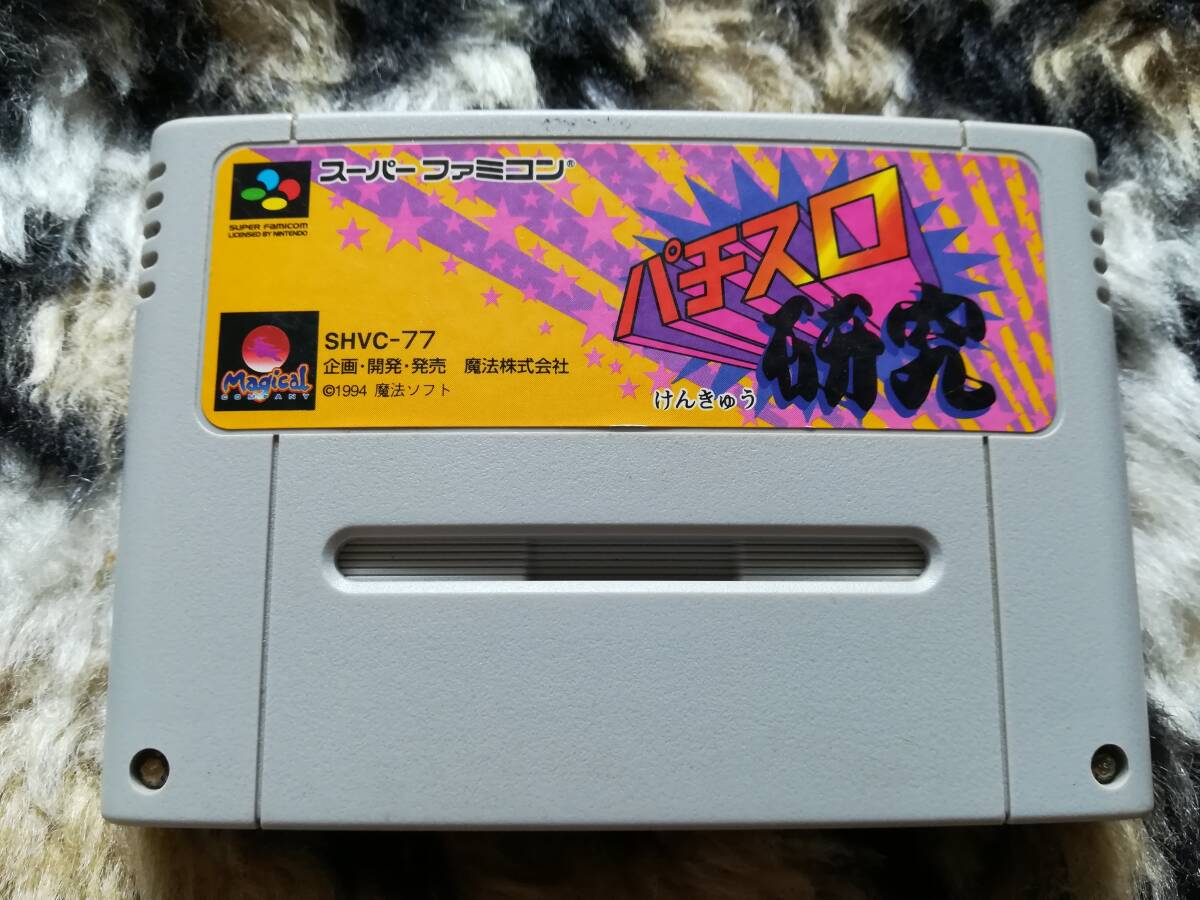 スーパーファミコン®
SUPER FAMICOM
LICENSED BY NINTENDO
パチスロ
研究
けんきゅう
Magical
COMPANY
SHVC-77
企画・開発・発売 魔法株式会社
©1994 魔法ソフト